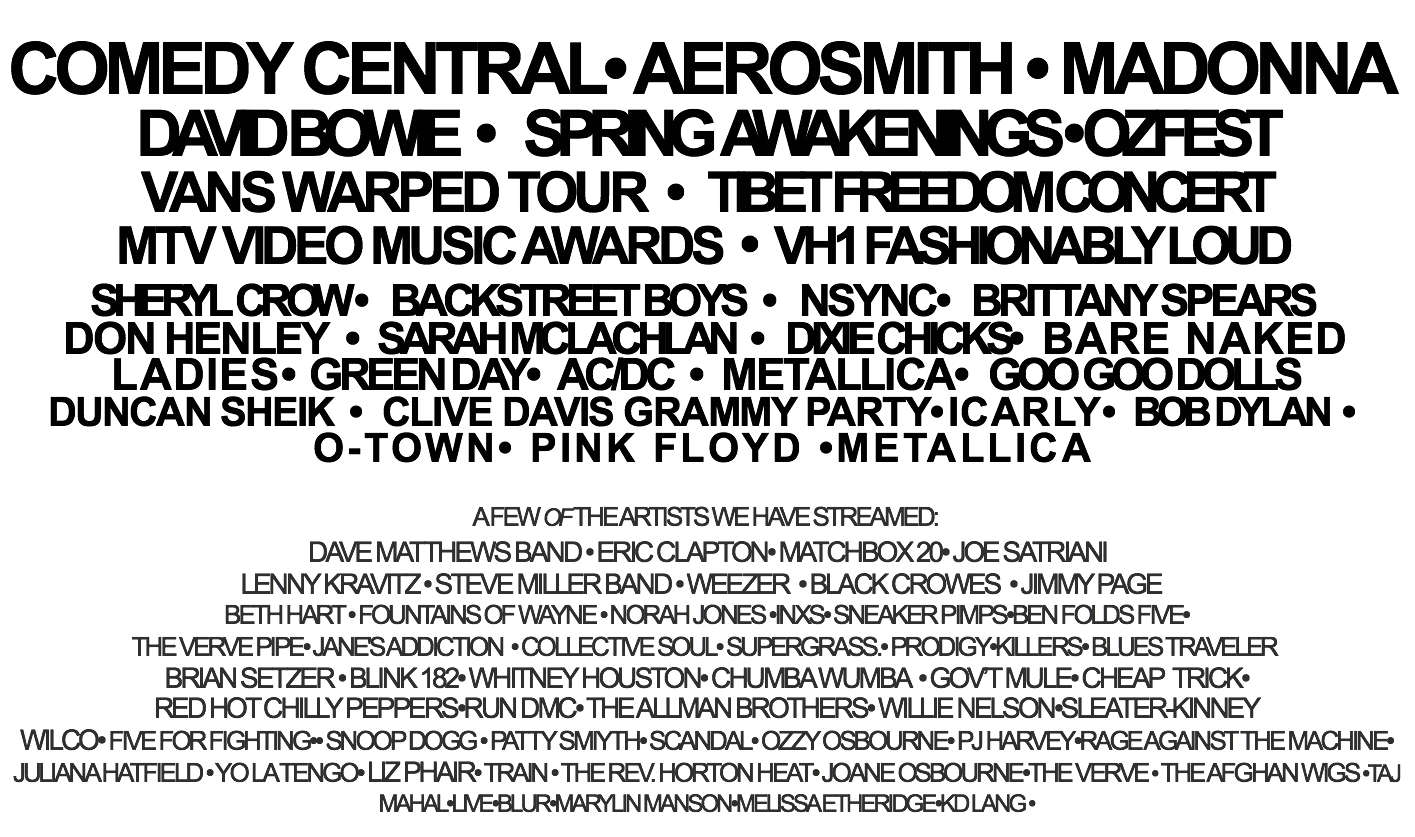 COMEDY CENTRAL•AEROSMITH • MADONNA
DAVID BOWIE • SPRING AWAKENINGS•OZFEST
VANS WARPED TOUR • TIBET FREEDOM CONCERT
MTV VIDEO MUSIC AWARDS • VH1 FASHIONABLY LOUD
SHERYL CROW• BACKSTREET BOYS • NSYNC• BRITTANY SPEARS
DON HENLEY • SARAH MCLACHLAN • DIXIE CHICKS• BARE NAKED
LADIES• GREEN DAY• AC/DC • METALLICA• GOO GOO DOLLS
DUNCAN SHEIK • CLIVE DAVIS GRAMMY PARTY•ICARLY• BOB DYLAN •
O-TOWN• PINK FLOYD •METALLICA
A FEW OF THE ARTISTS WE HAVE STREAMED:
DAVE MATTHEWS BAND • ERIC CLAPTON• MATCHBOX 20• JOE SATRIANI
LENNY KRAVITZ • STEVE MILLER BAND • WEEZER • BLACK CROWES • JIMMY PAGE
BETH HART • FOUNTAINS OF WAYNE • NORAH JONES •INXS• SNEAKER PIMPS•BEN FOLDS FIVE•
THE VERVE PIPE• JANE'S ADDICTION • COLLECTIVE SOUL• SUPERGRASS.• PRODIGY•KILLERS• BLUES TRAVELER
BRIAN SETZER • BLINK 182• WHITNEY HOUSTON• CHUMBA WUMBA • GOV'T MULE• CHEAP TRICK•
RED HOT CHILLY PEPPERS•RUN DMC• THE ALLMAN BROTHERS• WILLIE NELSON•SLEATER-KINNEY
WILCO• FIVE FOR FIGHTING•• SNOOP DOGG • PATTY SMIYTH• SCANDAL• OZZY OSBOURNE• PJ HARVEY•RAGE AGAINST THE MACHINE•
JULIANA HATFIELD • YO LA TENGO• LIZ PHAIR• TRAIN • THE REV. HORTON HEAT• JOANE OSBOURNE•THE VERVE • THE AFGHAN WIGS •TAJ
MAHAL•LIVE•BLUR•MARYLIN MANSON•MELISSA ETHERIDGE•KD LANG •